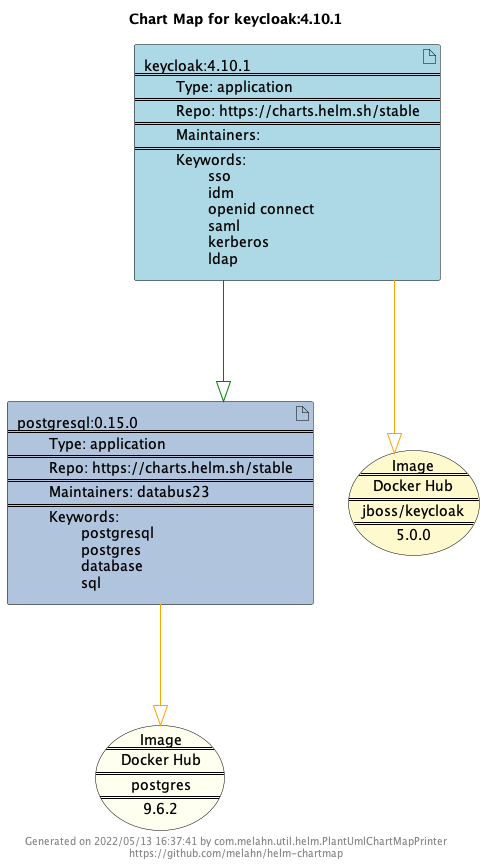 Chart Map for keycloak:4.10.1
keycloak:4.10.1
Type: application
Repo: https://charts.helm.sh/stable
Maintainers:
Keywords:
sso
idm
openid connect
saml
kerberos
ldap
postgresql:0.15.0
Type: application
Repo: https://charts.helm.sh/stable
Maintainers: databus23
Keywords:
postgresql
postgres
database
sql
Image
Docker Hub
jboss/keycloak
5.0.0
Image
Docker Hub
postgres
9.6.2
Generated on 2022/05/13 16:37:41 by com.melahn.util.helm.PlantUmlChartMapPrinter
https://github.com/melahn/helm-chartmap